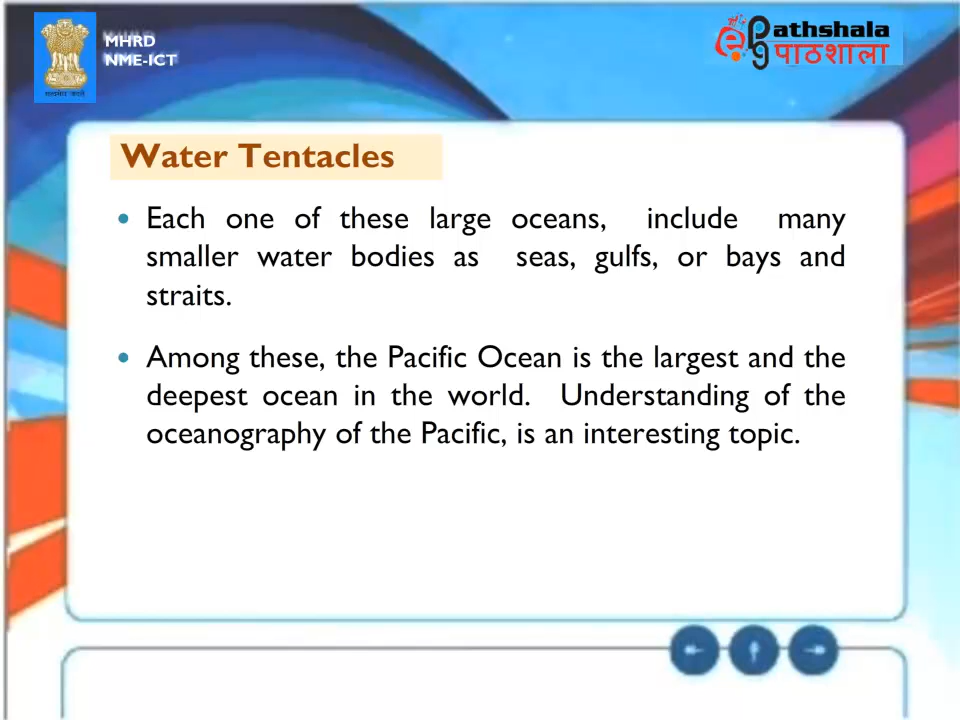 MHRD
NME-ICT
ePathshala
पाठशाला
Water Tentacles
• Each one of these large oceans, include many
smaller water bodies as seas, gulfs, or bays and
straits.
• Among these, the Pacific Ocean is the largest and the
deepest ocean in the world. Understanding of the
oceanography of the Pacific, is an interesting topic.